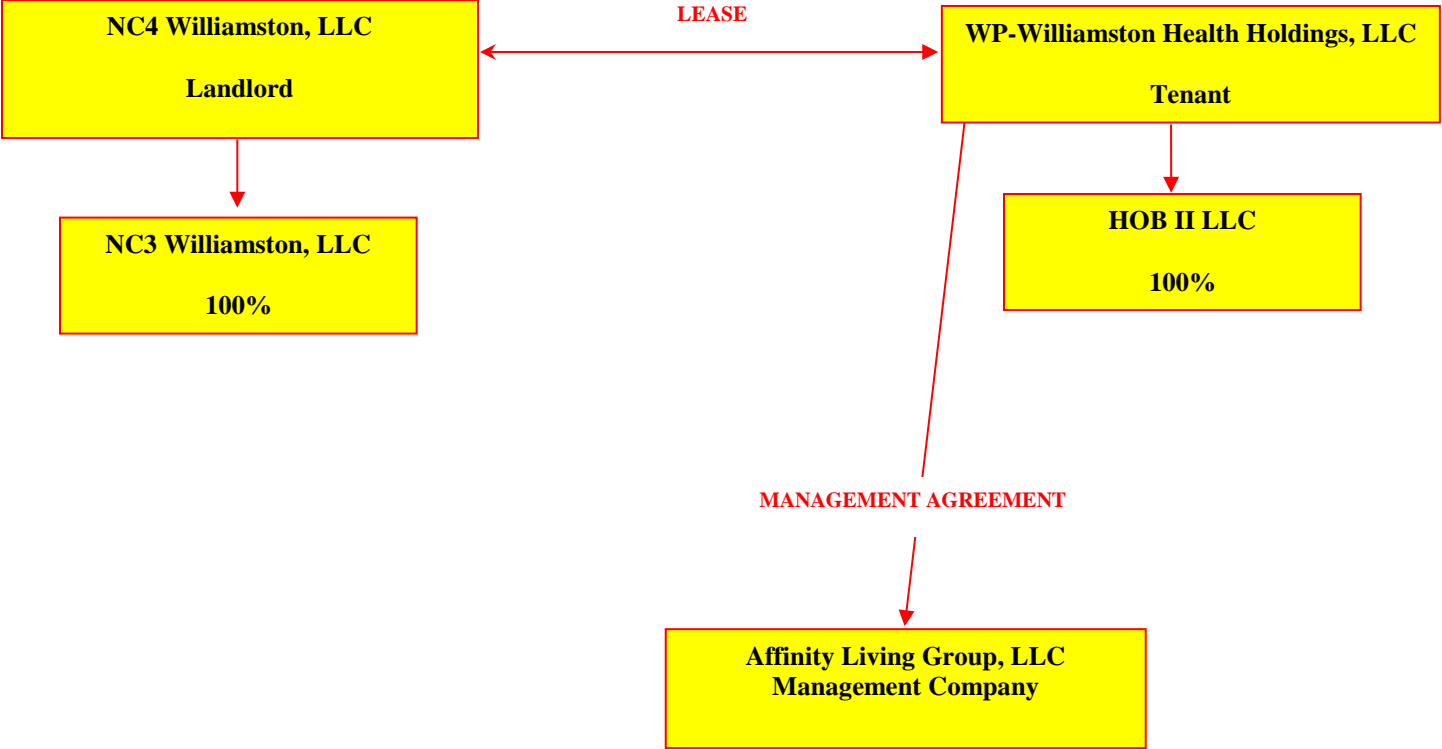 NC4 Williamston, LLC
Landlord
LEASE
WP-Williamston Health Holdings, LLC
Tenant
NC3 Williamston, LLC
100%
HOB II LLC
100%
MANAGEMENT AGREEMENT
Affinity Living Group, LLC
Management Company